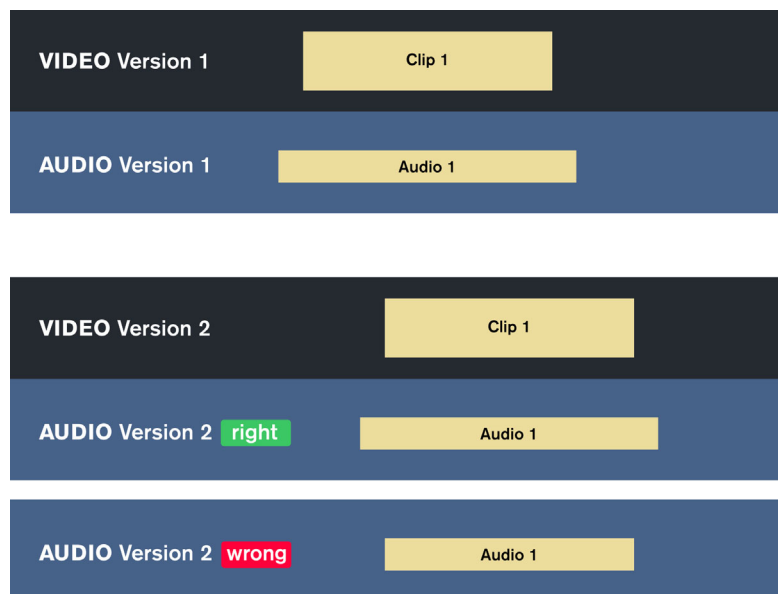 VIDEO Version 1
Clip 1
AUDIO Version 1
Audio 1
VIDEO Version 2
Clip 1
AUDIO Version 2 right
Audio 1
AUDIO Version 2 wrong
Audio 1